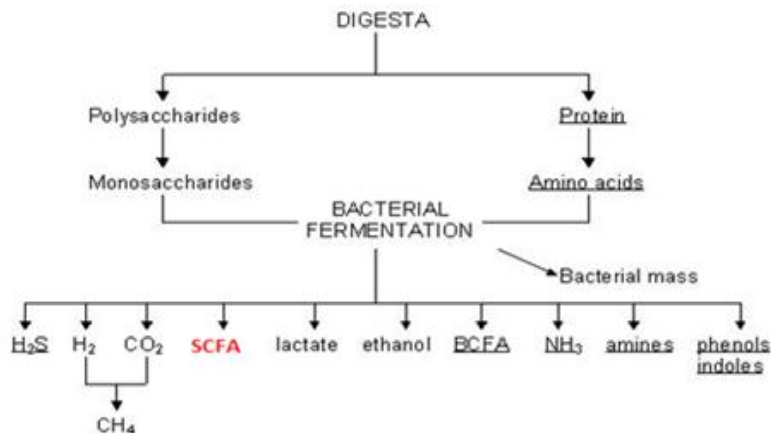 DIGESTA
Polysaccharides
Protein
Monosaccharides
Amino acids
BACTERIAL
FERMENTATION
Bacterial mass
H₂S H₂ CO₂ SCFA lactate ethanol BCFA NH₃ amines phenols
indoles
CH₄